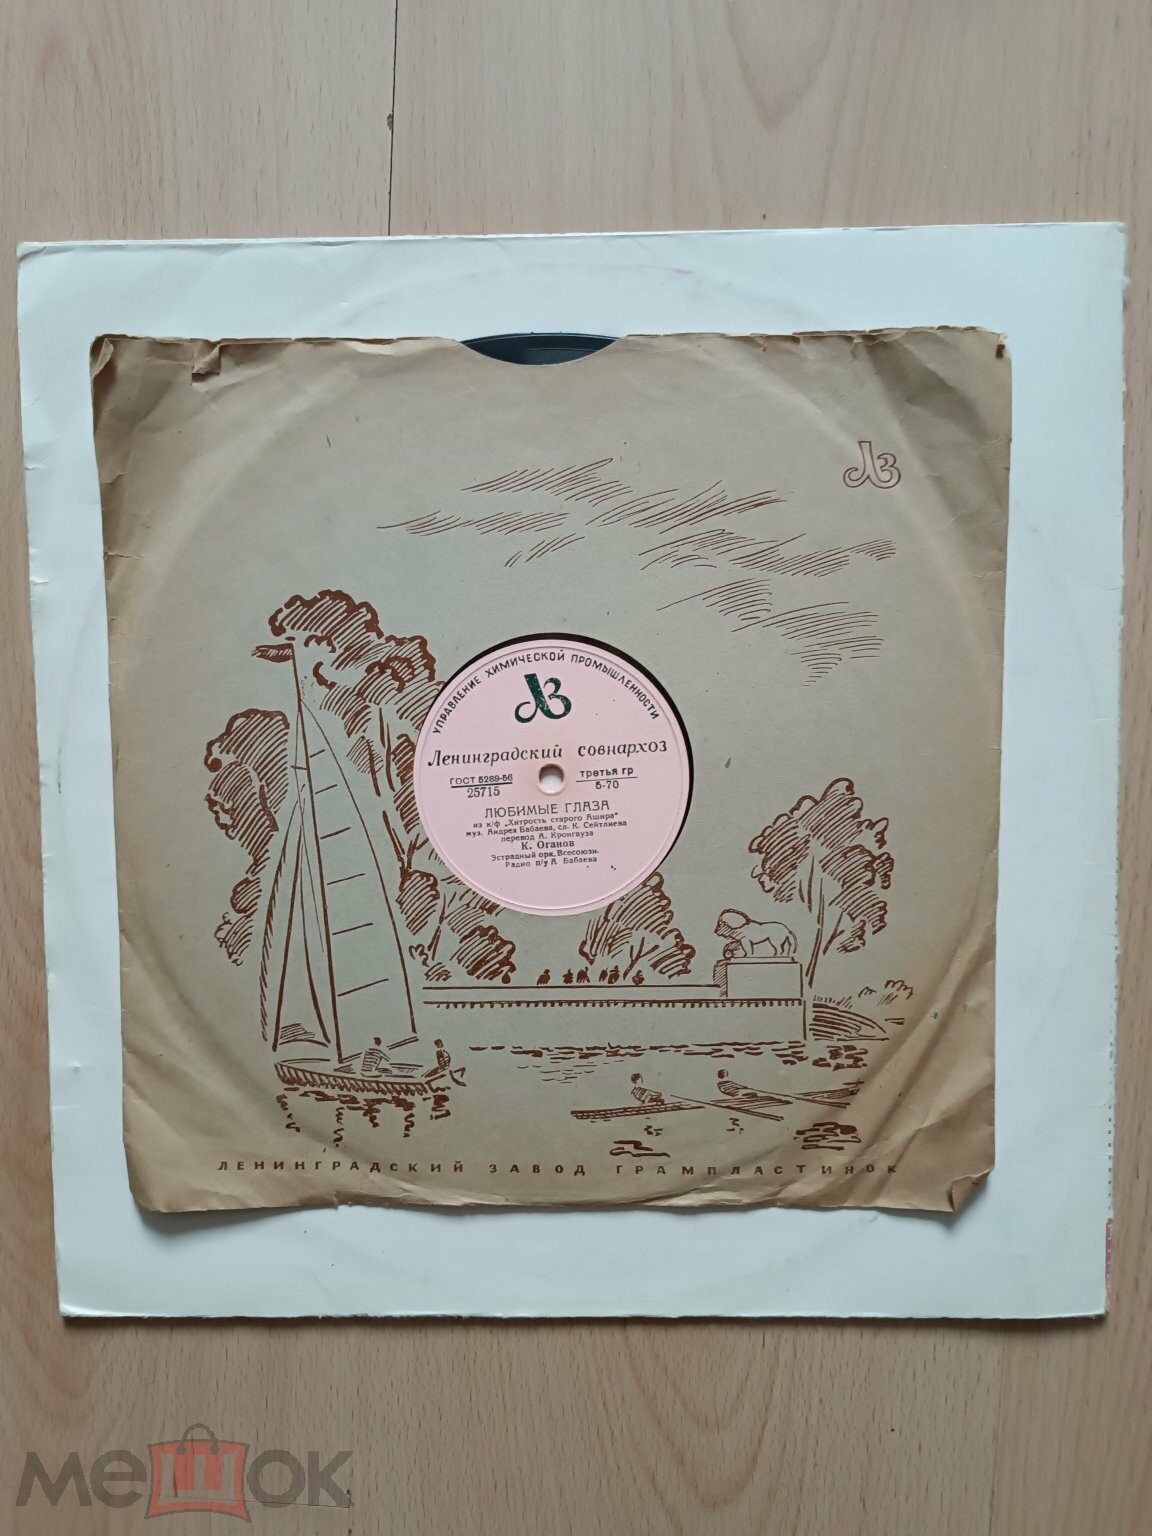 ЛЗ
УПРАВЛЕНИЕ ХИМИЧЕСКОЙ ПРОМЫШЛЕННОСТИ
ЛЗ
Ленинградский совнархоз
ГОСТ 5289-56 третья гр
25715 5-70
ЛЮБИМЫЕ ГЛАЗА
из к/ф „Хитрость старого Ашира"
муз. Андрея Бабаева, сл. К. Сейтлиева
перевод А. Кронгауза
К. Оганов
Эстрадный орк. Всесоюзн.
Радио п/у А Бабаева
ЛЕНИНГРАДСКИЙ ЗАВОД ГРАМПЛАСТИНОК
мешок